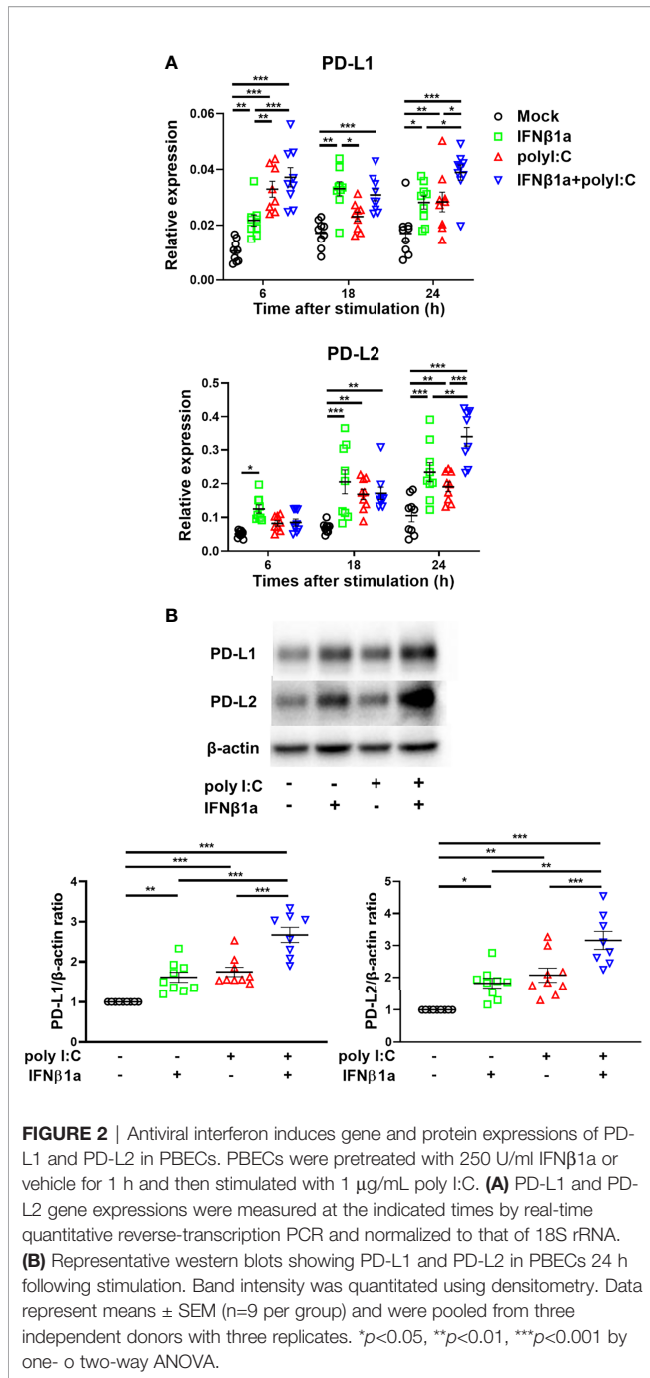 A
PD-L1
***
***
***
**
***
**
***
**
*
***
**
*
*
*
Mock
IFNβ1a
polyI:C
IFNβ1a+polyI:C
Relative expression
0.06
0.04
0.02
0.00
6
18
24
Time after stimulation (h)
PD-L2
*
**
**
***
***
**
***
***
**
Relative expression
0.5
0.4
0.3
0.2
0.1
0.0
6
18
24
Times after stimulation (h)
B
PD-L1
PD-L2
β-actin
poly I:C - - + +
IFNβ1a - + - +
***
***
***
**
***
PD-L1/β-actin ratio
4
3
2
1
0
poly I:C - - + +
IFNβ1a - + - +
***
**
**
*
***
PD-L2/β-actin ratio
5
4
3
2
1
0
poly I:C - - + +
IFNβ1a - + - +
FIGURE 2 | Antiviral interferon induces gene and protein expressions of PD-
L1 and PD-L2 in PBECs. PBECs were pretreated with 250 U/ml IFNβ1a or
vehicle for 1 h and then stimulated with 1 μg/mL poly I:C. (A) PD-L1 and PD-
L2 gene expressions were measured at the indicated times by real-time
quantitative reverse-transcription PCR and normalized to that of 18S rRNA.
(B) Representative western blots showing PD-L1 and PD-L2 in PBECs 24 h
following stimulation. Band intensity was quantitated using densitometry. Data
represent means ± SEM (n=9 per group) and were pooled from three
independent donors with three replicates. *p<0.05, **p<0.01, ***p<0.001 by
one- o two-way ANOVA.